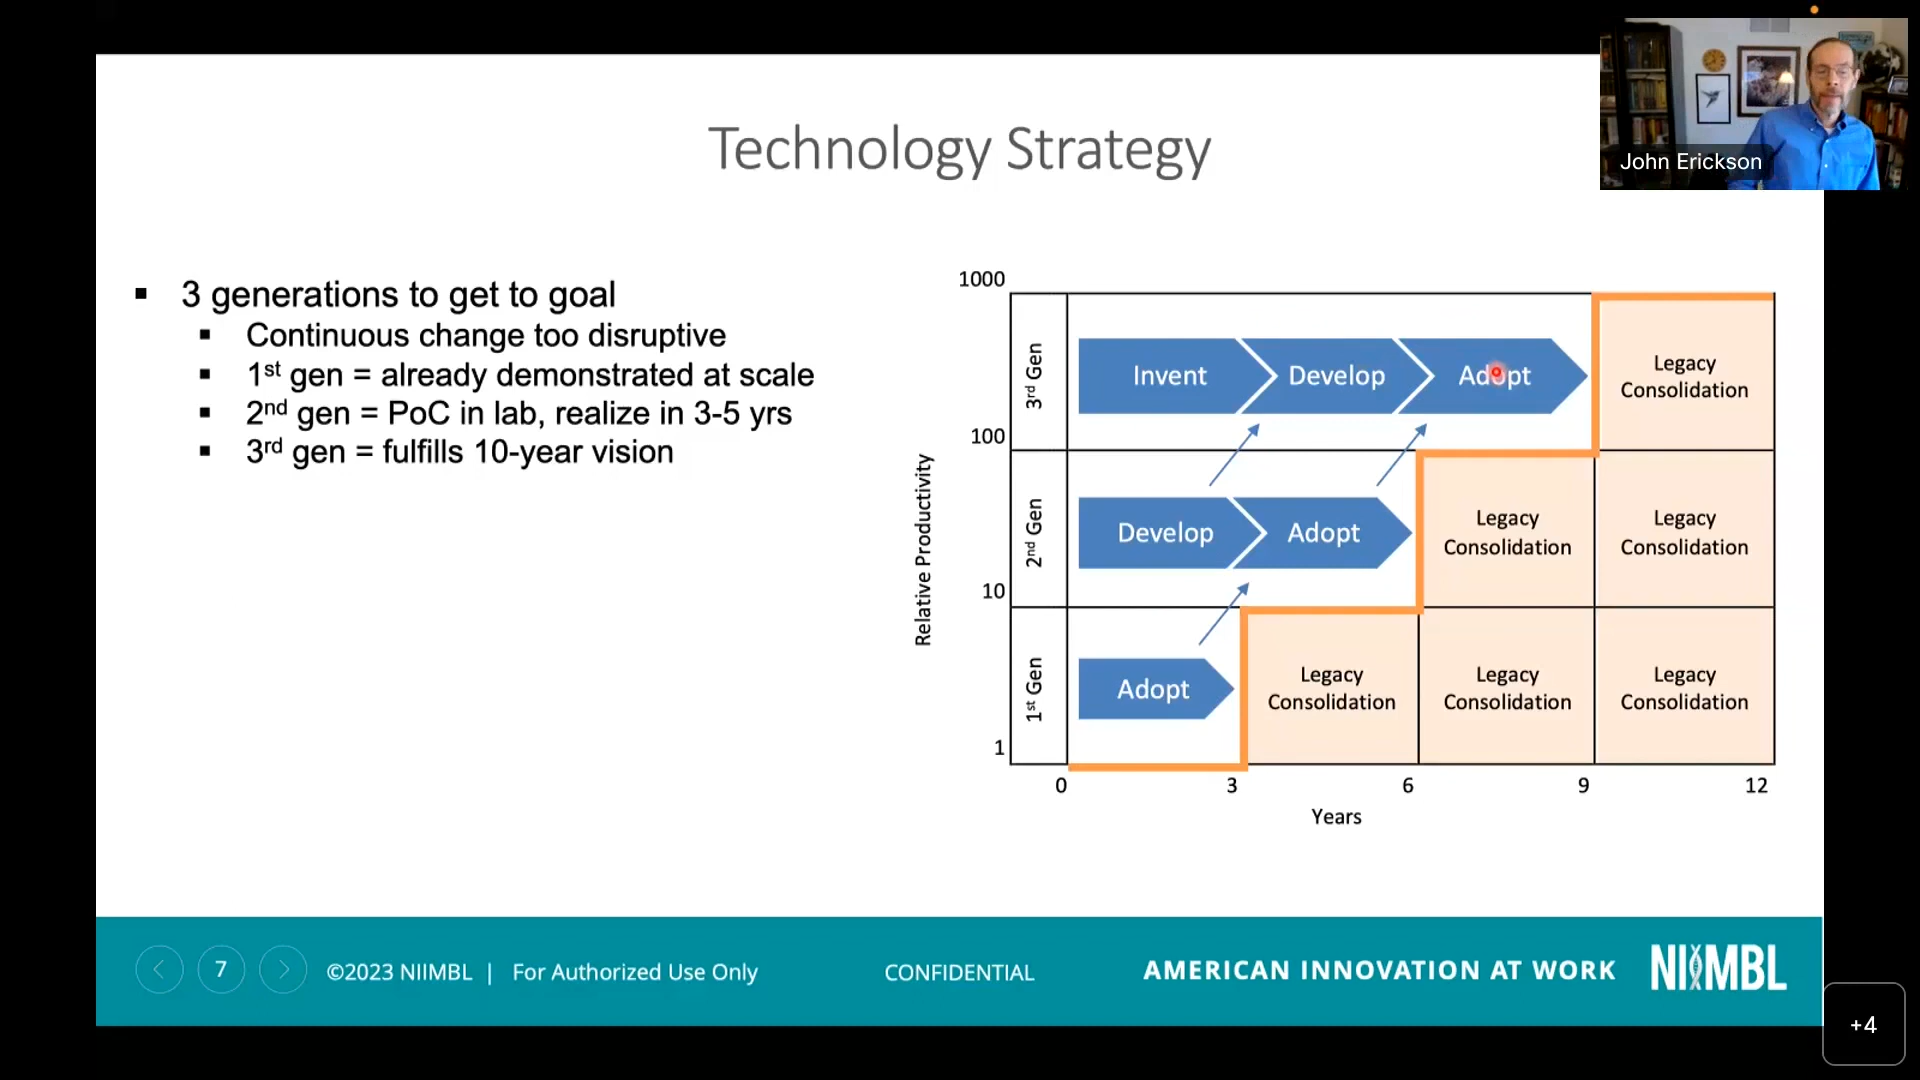 John Erickson
Technology Strategy
▪ 3 generations to get to goal
▪ Continuous change too disruptive
▪ 1st gen = already demonstrated at scale
▪ 2nd gen = PoC in lab, realize in 3-5 yrs
▪ 3rd gen = fulfills 10-year vision
Relative Productivity
1000
100
10
1
3rd Gen
Invent
Develop
Adopt
Legacy
Consolidation
2nd Gen
Develop
Adopt
Legacy
Consolidation
Legacy
Consolidation
1st Gen
Adopt
Legacy
Consolidation
Legacy
Consolidation
Legacy
Consolidation
0 3 6 9 12
Years
7
©2023 NIIMBL | For Authorized Use Only
CONFIDENTIAL
AMERICAN INNOVATION AT WORK
NIIMBL
+4